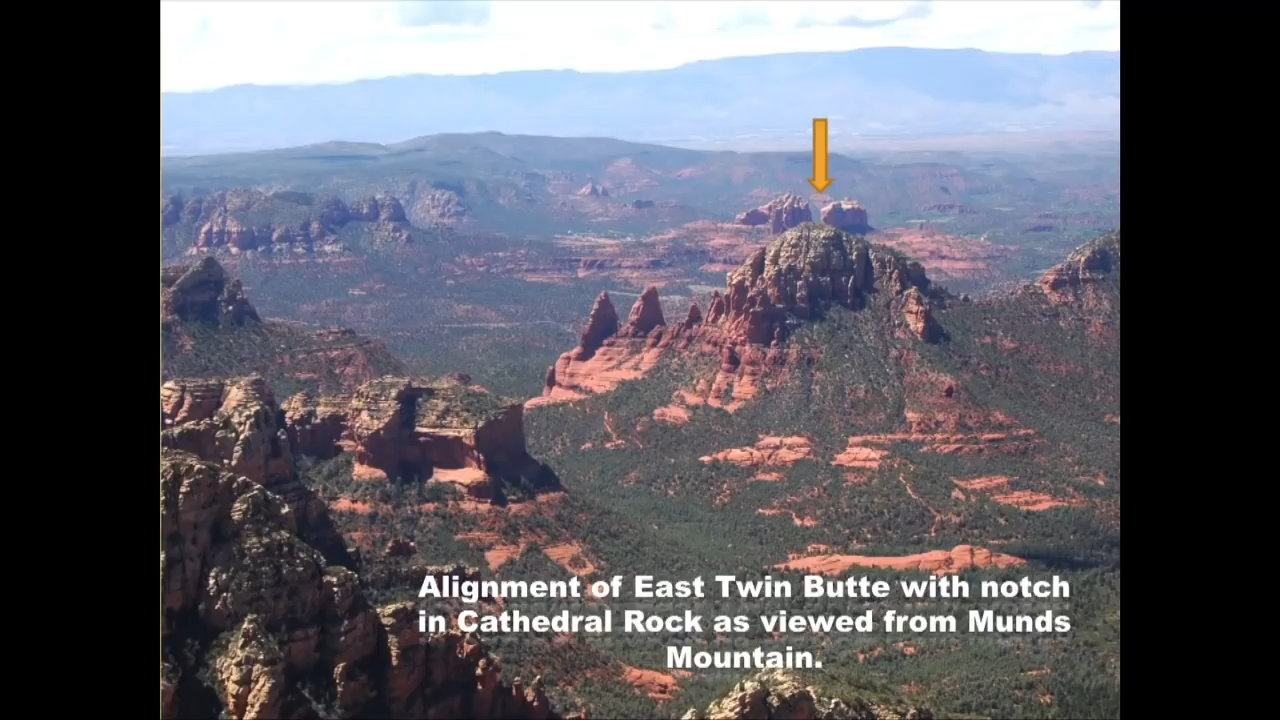 Alignment of East Twin Butte with notch
in Cathedral Rock as viewed from Munds
Mountain.